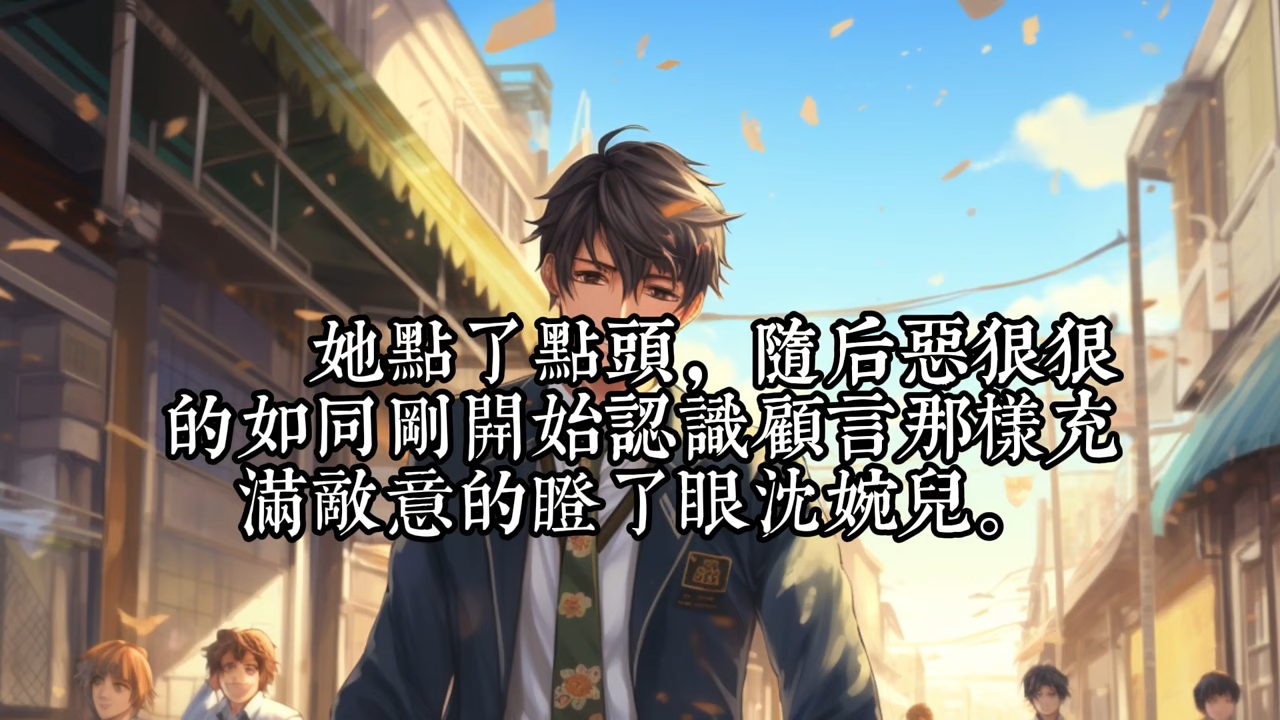 她點了點頭，隨后惡狠狠
的如同剛開始認識顧言那樣充
滿敵意的瞪了眼沈婉兒。